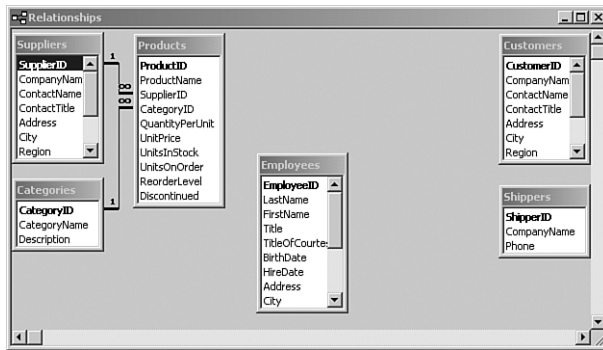 Relationships
Suppliers
SupplierID
CompanyNam
ContactName
ContactTitle
Address
City
Region
1
∞
∞
Products
ProductID
ProductName
SupplierID
CategoryID
QuantityPerUnit
UnitPrice
UnitsInStock
UnitsOnOrder
ReorderLevel
Discontinued
Categories
CategoryID
CategoryName
Description
1
Employees
EmployeeID
LastName
FirstName
Title
TitleOfCourte
BirthDate
HireDate
Address
City
Customers
CustomerID
CompanyNam
ContactName
ContactTitle
Address
City
Region
Shippers
ShipperID
CompanyName
Phone